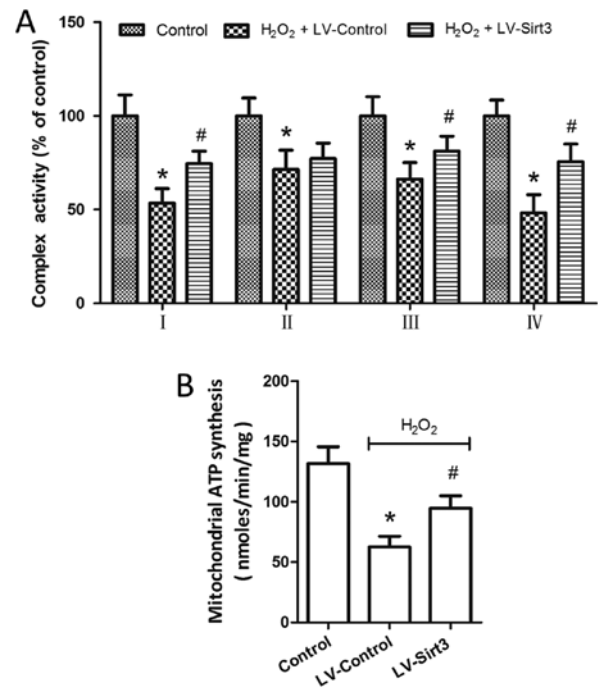 A
Control
H₂O₂ + LV-Control
H₂O₂ + LV-Sirt3
Complex activity (% of control)
150
100
50
0
*
#
*
*
#
*
#
I
II
III
IV
B
Mitochondrial ATP synthesis
( nmoles/min/mg )
200
150
100
50
0
H₂O₂
*
#
Control
LV-Control
LV-Sirt3